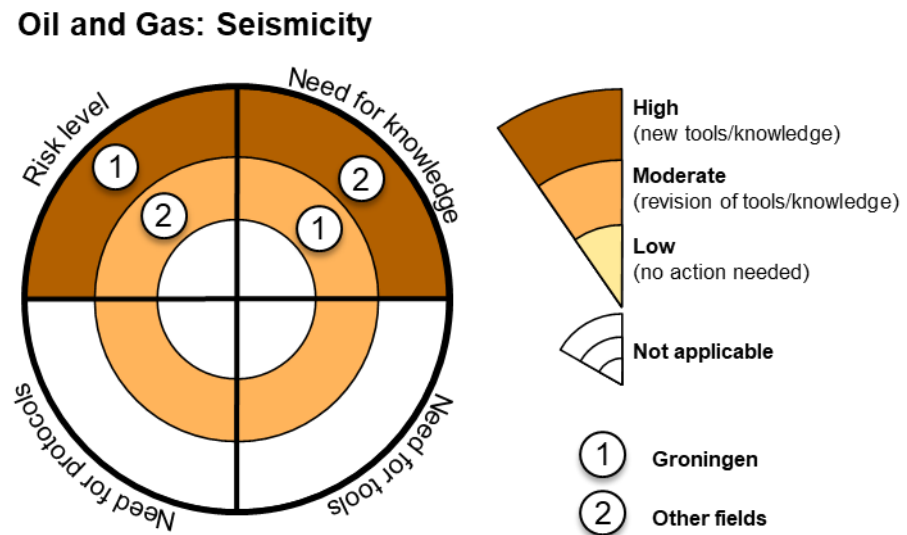 Oil and Gas: Seismicity
Risk level
Need for knowledge
1
2
2
1
Need for protocols
Need for tools
High
(new tools/knowledge)
Moderate
(revision of tools/knowledge)
Low
(no action needed)
Not applicable
1 Groningen
2 Other fields